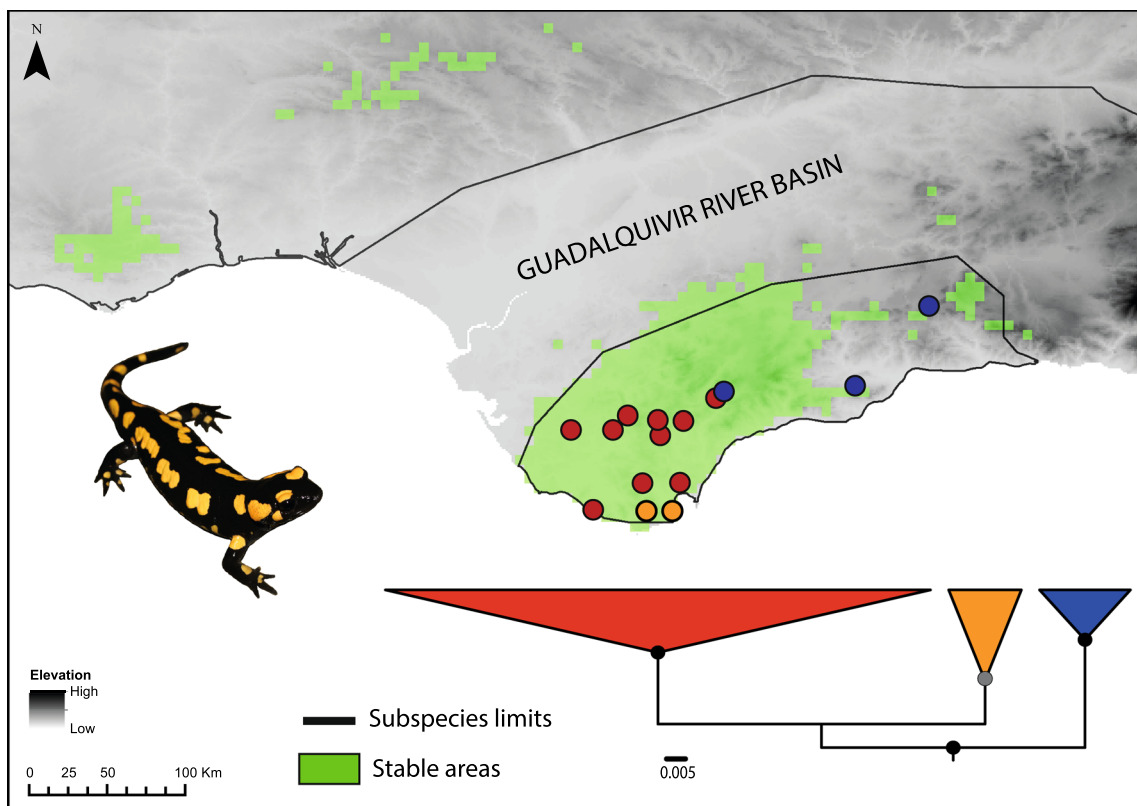 N
GUADALQUIVIR RIVER BASIN
Elevation
High
Low
0 25 50 100 Km
Subspecies limits
Stable areas
0.005